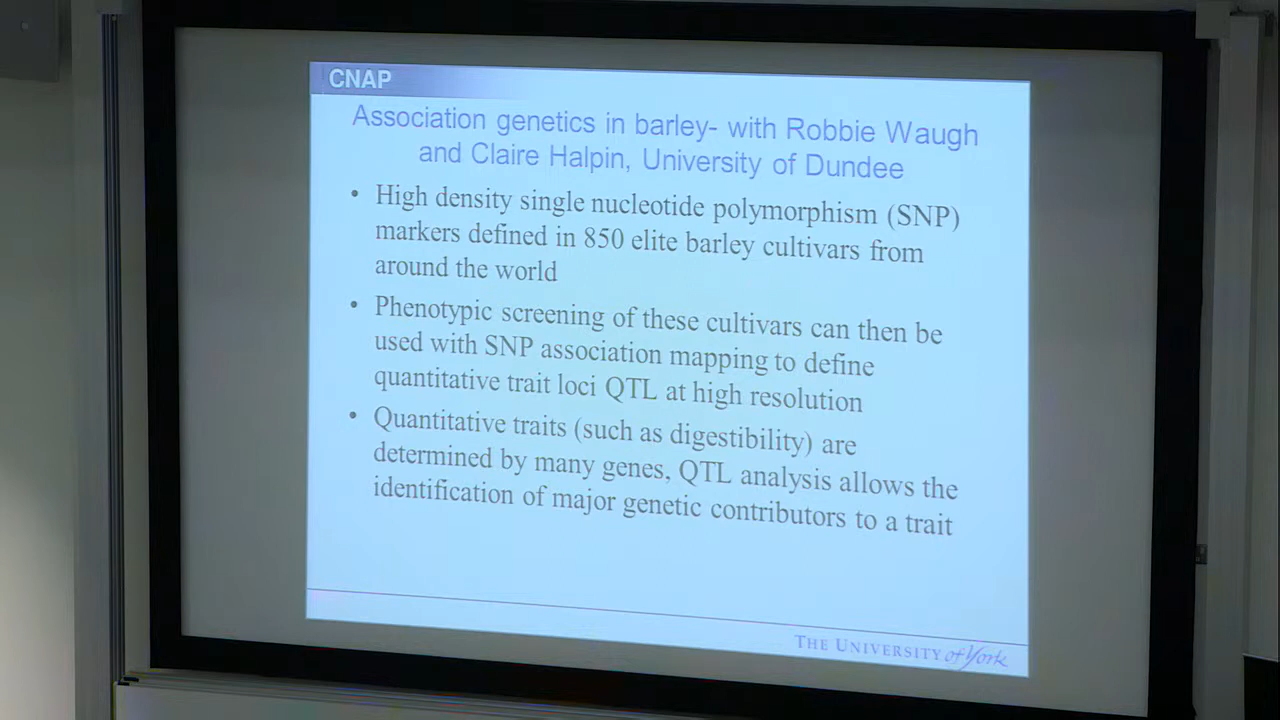 CNAP
Association genetics in barley- with Robbie Waugh
and Claire Halpin, University of Dundee
• High density single nucleotide polymorphism (SNP)
markers defined in 850 elite barley cultivars from
around the world
• Phenotypic screening of these cultivars can then be
used with SNP association mapping to define
quantitative trait loci QTL at high resolution
• Quantitative traits (such as digestibility) are
determined by many genes, QTL analysis allows the
identification of major genetic contributors to a trait
THE UNIVERSITY of York